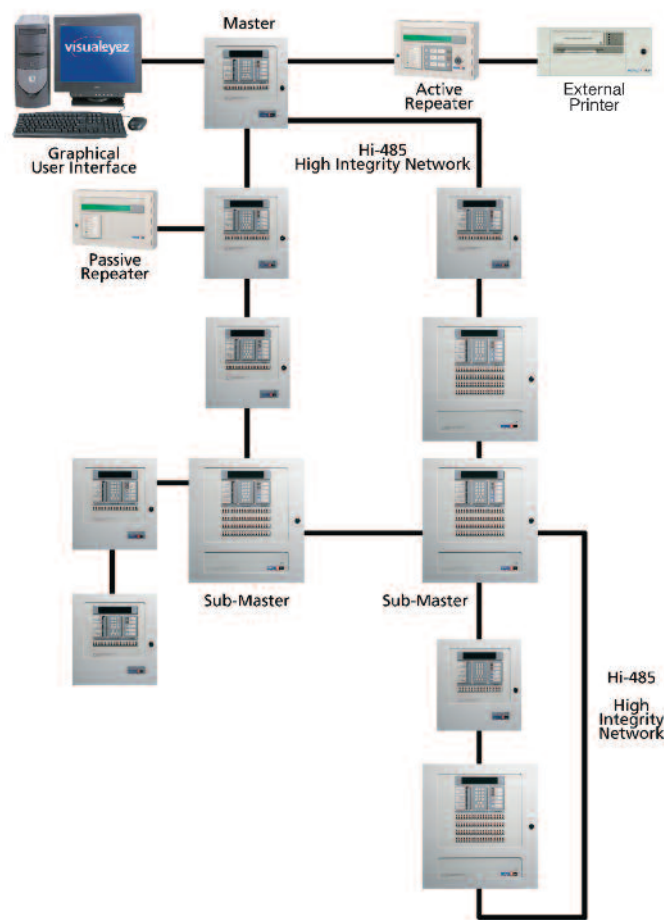 Master
visualeyez
Active
Repeater
External
Printer
Graphical
User Interface
Hi-485
High Integrity Network
Passive
Repeater
Sub-Master
Sub-Master
Hi-485
High
Integrity
Network